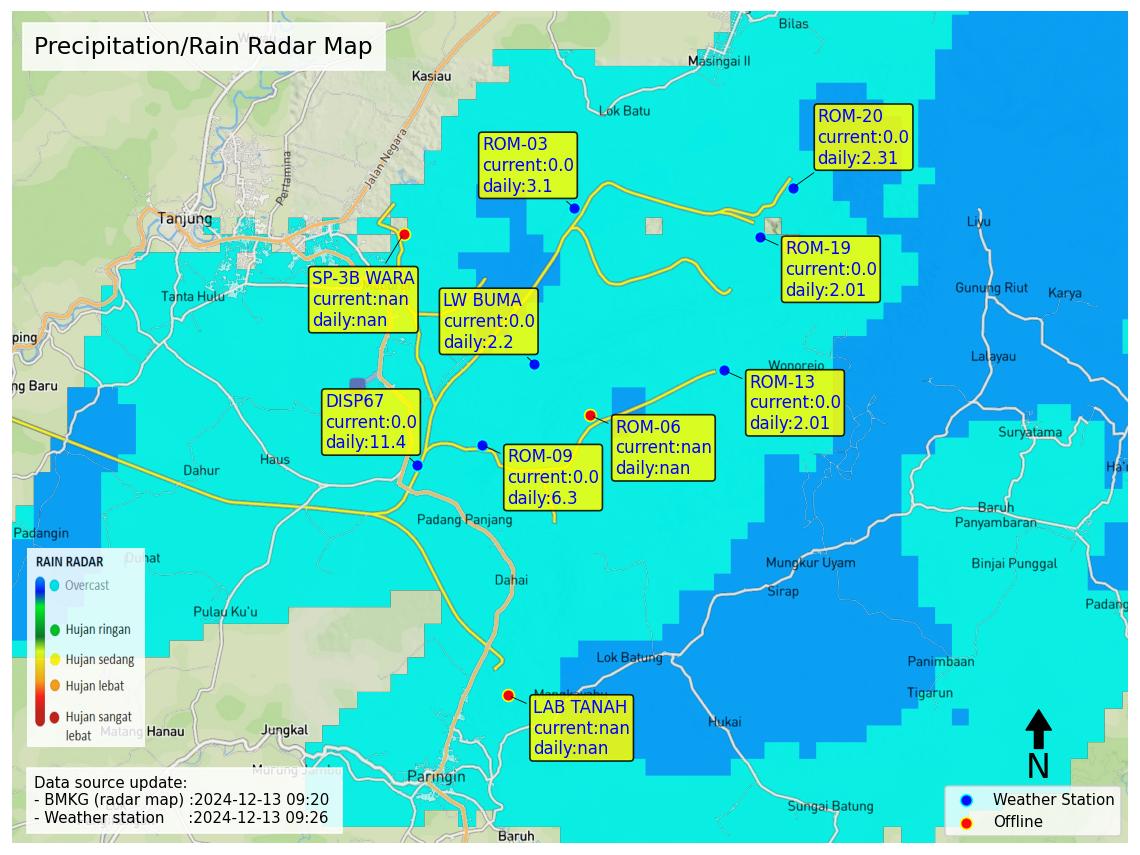 Precipitation/Rain Radar Map
Bilas
Masingai II
Kasiau
Lok Batu
Jalan Negara
Pertamina
Tanjung
Tanta Hulu
ROM-20
current:0.0
daily:2.31
ROM-03
current:0.0
daily:3.1
ROM-19
current:0.0
daily:2.01
SP-3B WARA
current:nan
daily:nan
LW BUMA
current:0.0
daily:2.2
Liyu
Gunung Riut
Karya
Lalayau
Wonorejo
ping
ng Baru
ROM-13
current:0.0
daily:2.01
DISP67
current:0.0
daily:11.4
ROM-06
current:nan
daily:nan
ROM-09
current:0.0
daily:6.3
Suryatama
Haus
Dahur
Baruh
Panyambaran
Padang Panjang
Padangin
Mungkur Uyam
Binjai Punggal
Dahai
Sirap
Padang
Pulau Ku'u
RAIN RADAR
Overcast
Hujan ringan
Hujan sedang
Hujan lebat
Hujan sangat
lebat
Lok Batung
Panimbaan
Tigarun
LAB TANAH
current:nan
daily:nan
Hukai
Matang Hanau
Jungkal
Murung Jambu
Paringin
Sungai Batung
Baruh
N
Data source update:
- BMKG (radar map) :2024-12-13 09:20
- Weather station :2024-12-13 09:26
Weather Station
Offline